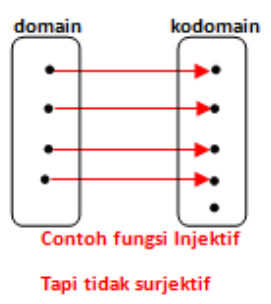 domain kodomain
Contoh fungsi Injektif
Tapi tidak surjektif